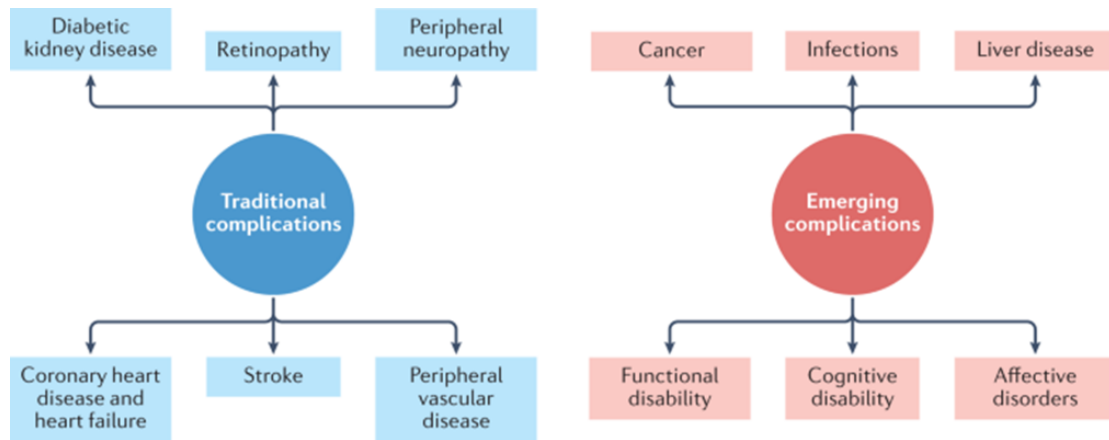 Diabetic
kidney disease
Retinopathy
Peripheral
neuropathy
Traditional
complications
Coronary heart
disease and
heart failure
Stroke
Peripheral
vascular
disease
Cancer
Infections
Liver disease
Emerging
complications
Functional
disability
Cognitive
disability
Affective
disorders